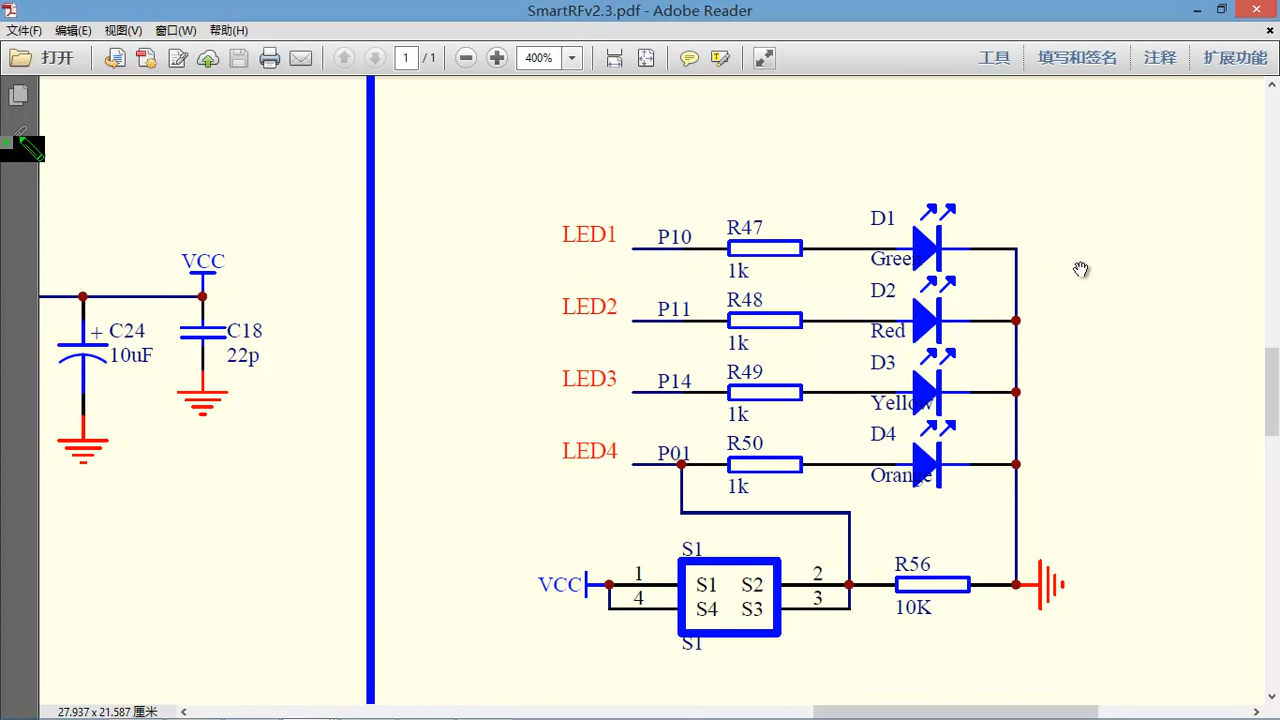 SmartRFv2.3.pdf - Adobe Reader
文件(F) 编辑(E) 视图(V) 窗口(W) 帮助(H)
打开 1 / 1 400% 工具 填写和签名 注释 扩展功能
VCC
+ C24
10uF
C18
22p
LED1 P10 R47 D1
1k Green
LED2 P11 R48 D2
1k Red
LED3 P14 R49 D3
1k Yellow
LED4 P01 R50 D4
1k Orange
S1
VCC 1 S1 S2 2 R56
4 S4 S3 3 10K
S1
27.937 x 21.587 厘米